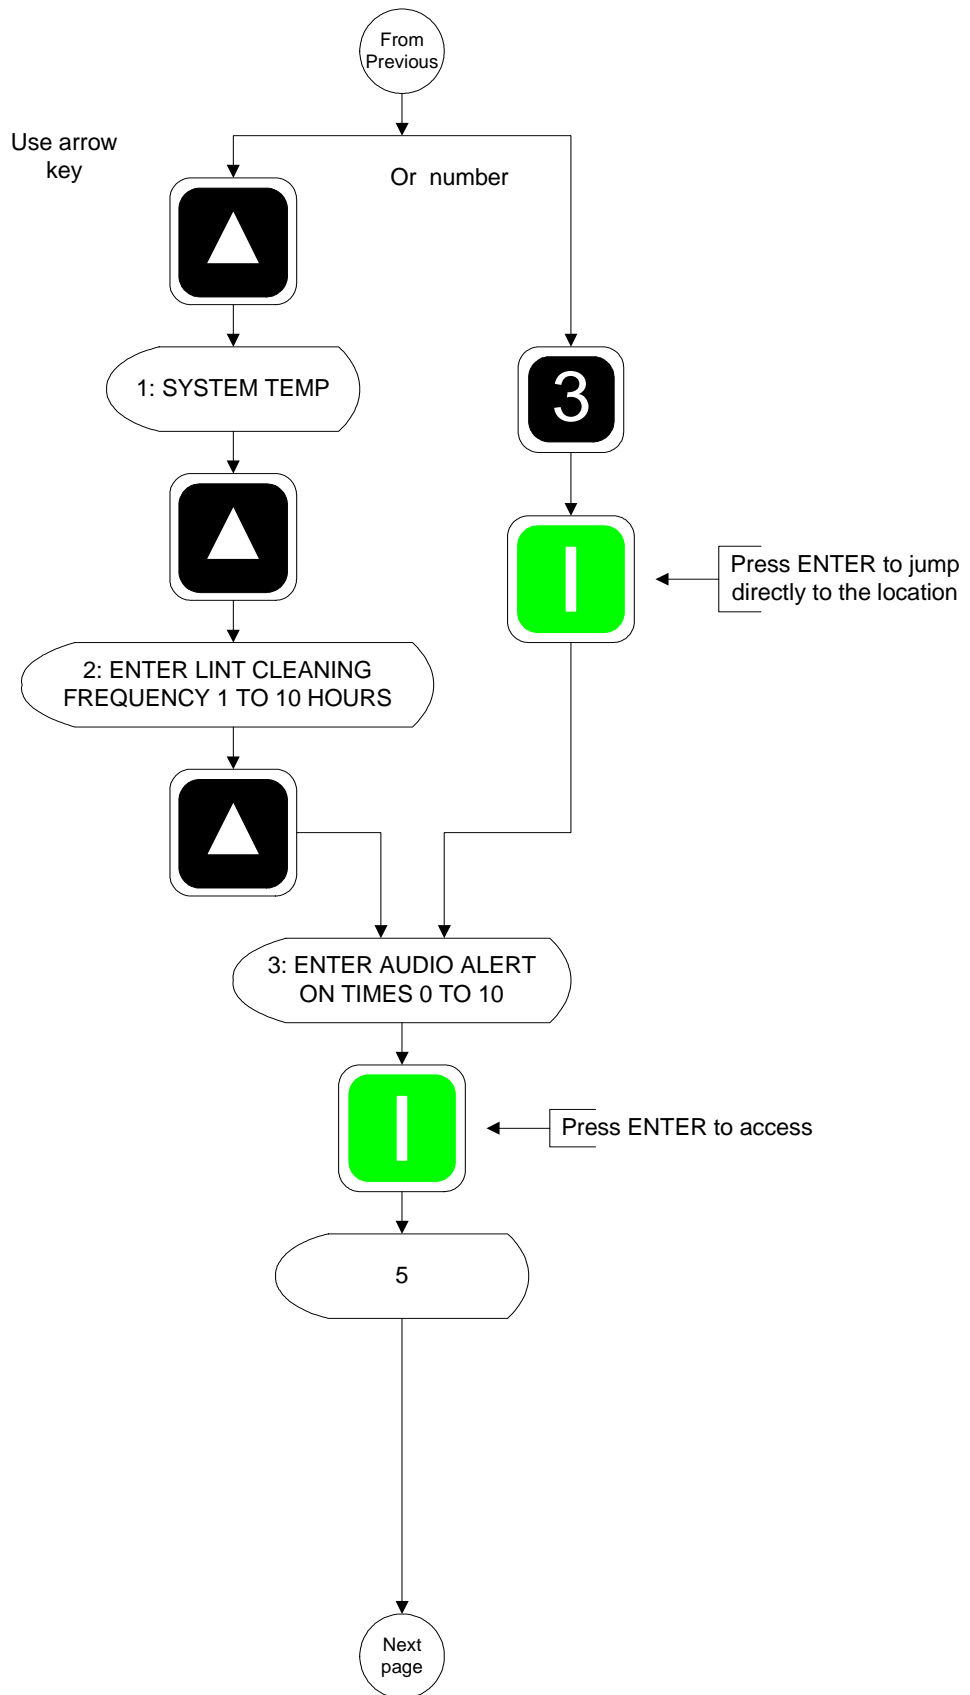 From
Previous
Use arrow
key
Or number
1: SYSTEM TEMP
3
Press ENTER to jump
directly to the location
2: ENTER LINT CLEANING
FREQUENCY 1 TO 10 HOURS
3: ENTER AUDIO ALERT
ON TIMES 0 TO 10
Press ENTER to access
5
Next
page